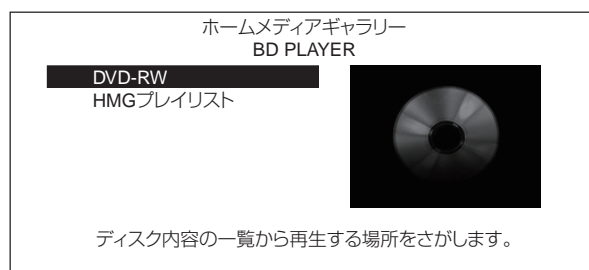 ホームメディアギャラリー
BD PLAYER
DVD-RW
HMGプレイリスト
ディスク内容の一覧から再生する場所をさがします。